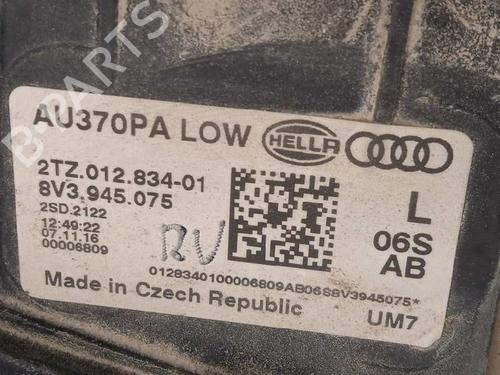 AU370PA LOW HELLA
2TZ.012.834-01
8V3.945.075
2SD.2122
12:49:22
07.11.16
00006809
RV
L
06S
AB
0128340100006809AB06S8V3945075*
Made in Czech Republic
UM7